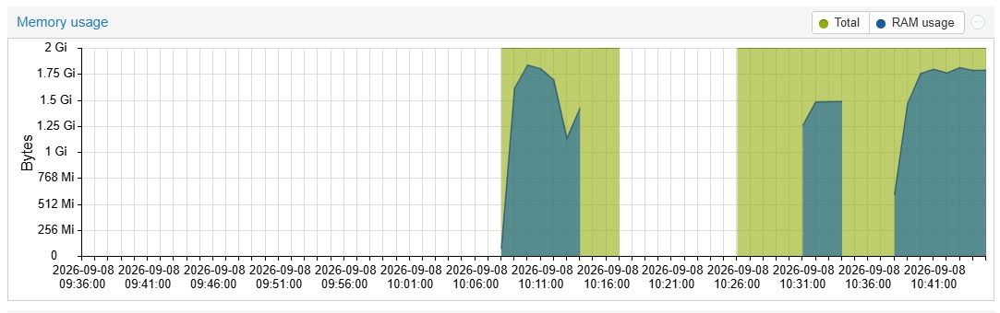 Memory usage
Total
RAM usage
Bytes
2 Gi
1.75 Gi
1.5 Gi
1.25 Gi
1 Gi
768 Mi
512 Mi
256 Mi
0
2026-09-08 2026-09-08 2026-09-08 2026-09-08 2026-09-08 2026-09-08 2026-09-08 2026-09-08 2026-09-08 2026-09-08 2026-09-08 2026-09-08 2026-09-08 2026-09-08
09:36:00 09:41:00 09:46:00 09:51:00 09:56:00 10:01:00 10:06:00 10:11:00 10:16:00 10:21:00 10:26:00 10:31:00 10:36:00 10:41:00